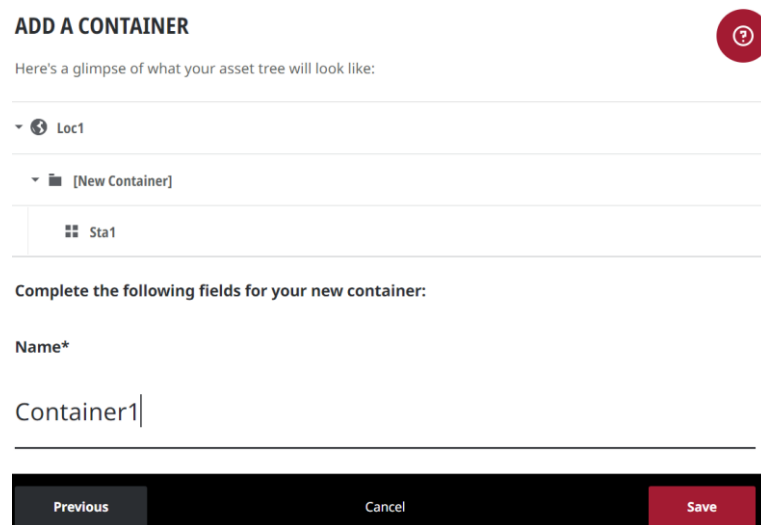 ADD A CONTAINER
Here's a glimpse of what your asset tree will look like:
Loc1
[New Container]
Sta1
Complete the following fields for your new container:
Name*
Container1
Previous Cancel Save